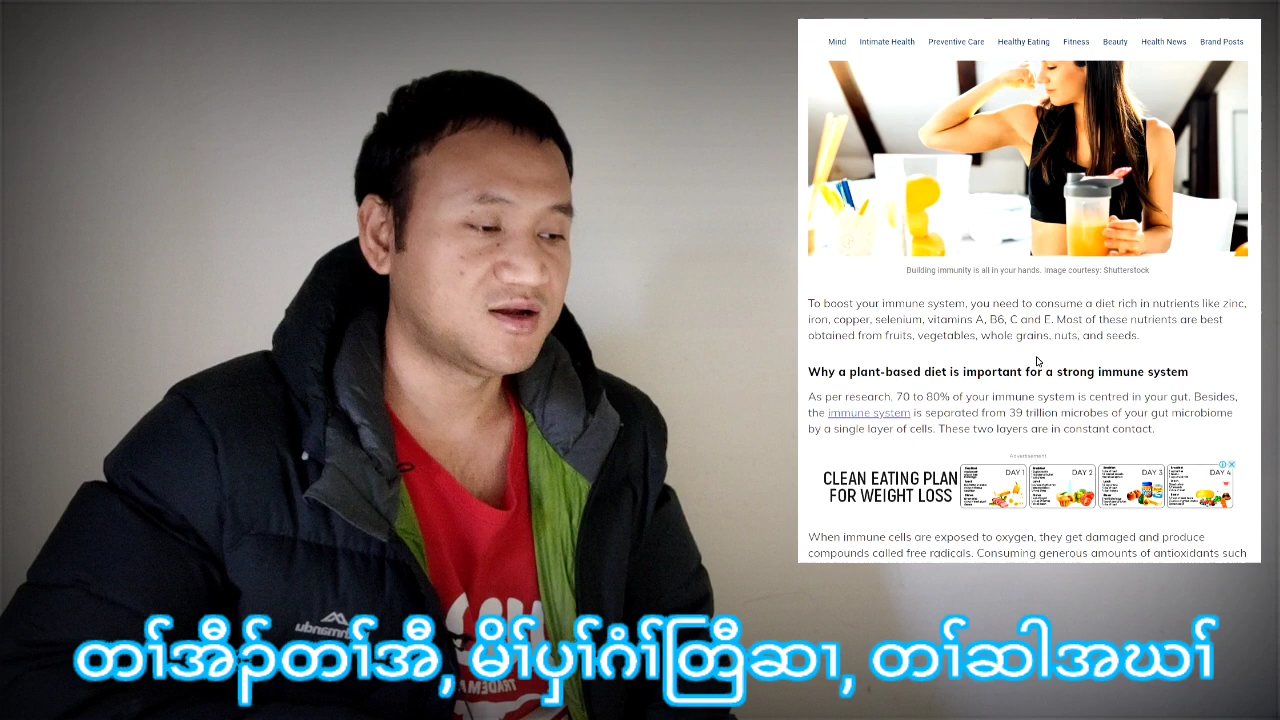 Mind Intimate Health Preventive Care Healthy Eating Fitness Beauty Health News Brand Posts
Building immunity is all in your hands. Image courtesy: Shutterstock
To boost your immune system, you need to consume a diet rich in nutrients like zinc,
iron, copper, selenium, vitamins A, B6, C and E. Most of these nutrients are best
obtained from fruits, vegetables, whole grains, nuts, and seeds.
Why a plant-based diet is important for a strong immune system
As per research, 70 to 80% of your immune system is centred in your gut. Besides,
the immune system is separated from 39 trillion microbes of your gut microbiome
by a single layer of cells. These two layers are in constant contact.
Advertisement
CLEAN EATING PLAN
FOR WEIGHT LOSS
DAY 1 DAY 2 DAY 3 DAY 4
When immune cells are exposed to oxygen, they get damaged and produce
compounds called free radicals. Consuming generous amounts of antioxidants such
တၢ်အီၣ်တၢ်အီ, မိၢ်ပှၢ်ဂံၢ်တြီဆၢ, တၢ်ဆါအဃၢ်